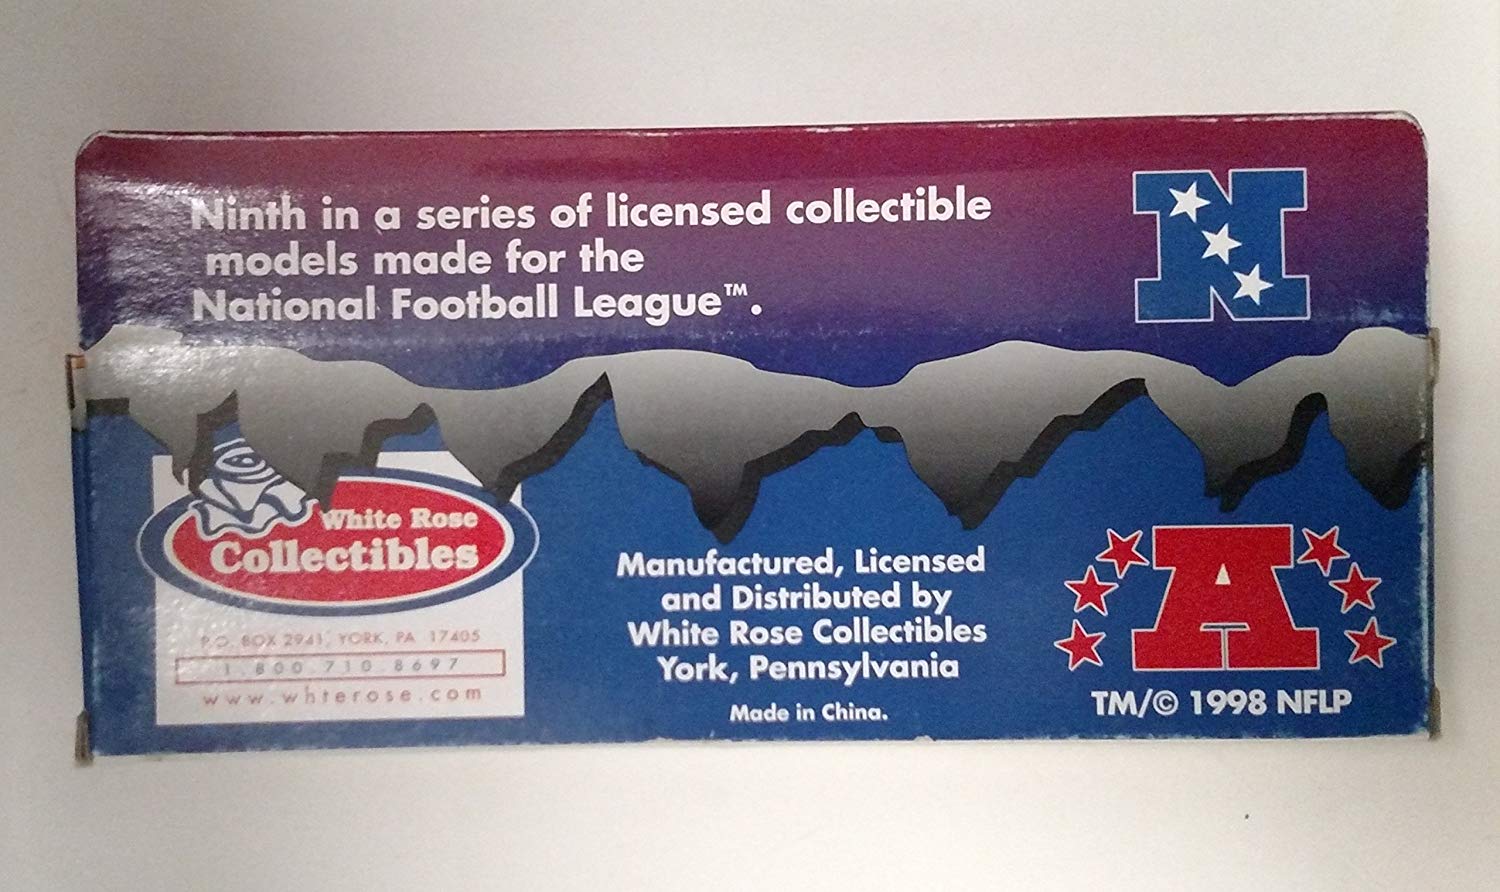 Ninth in a series of licensed collectible
models made for the
National Football League™.
N
White Rose
Collectibles
P.O. BOX 2941, YORK, PA 17405
1.800.710.8697
www.whterose.com
Manufactured, Licensed
and Distributed by
White Rose Collectibles
York, Pennsylvania
Made in China.
A
TM/© 1998 NFLP